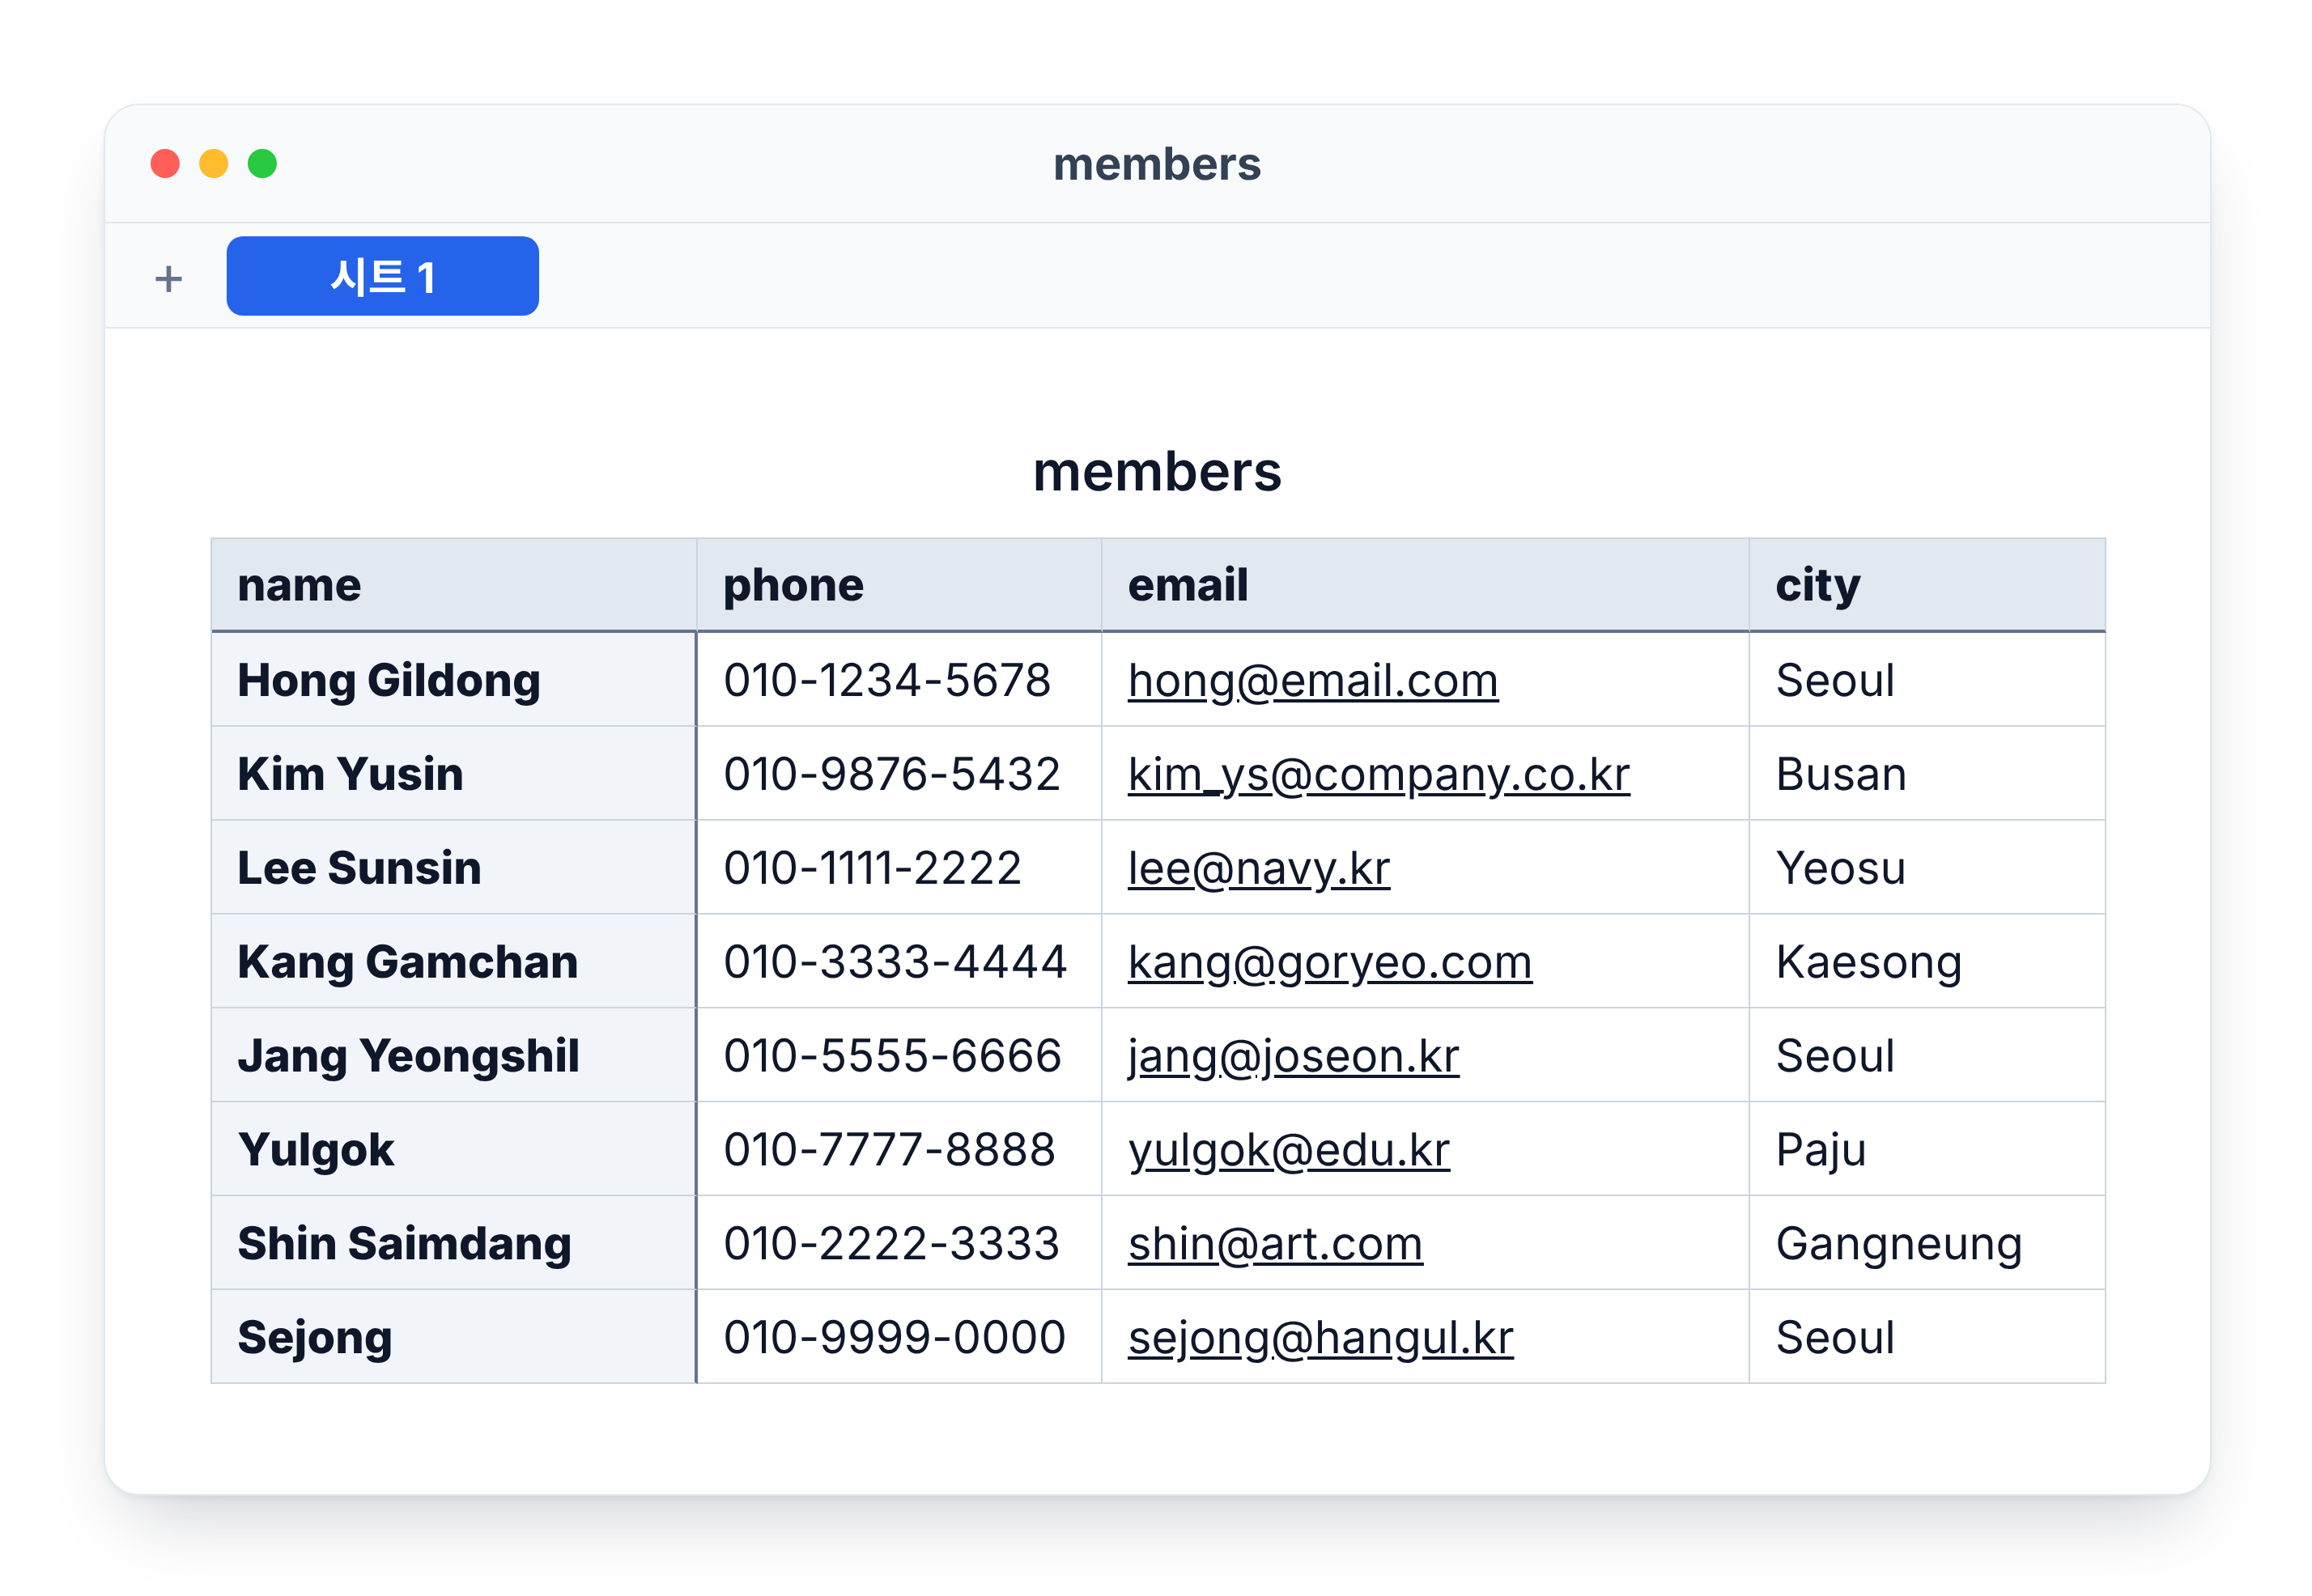 members
+ 시트 1
members
name phone email city
Hong Gildong 010-1234-5678 hong@email.com Seoul
Kim Yusin 010-9876-5432 kim_ys@company.co.kr Busan
Lee Sunsin 010-1111-2222 lee@navy.kr Yeosu
Kang Gamchan 010-3333-4444 kang@goryeo.com Kaesong
Jang Yeongshil 010-5555-6666 jang@joseon.kr Seoul
Yulgok 010-7777-8888 yulgok@edu.kr Paju
Shin Saimdang 010-2222-3333 shin@art.com Gangneung
Sejong 010-9999-0000 sejong@hangul.kr Seoul